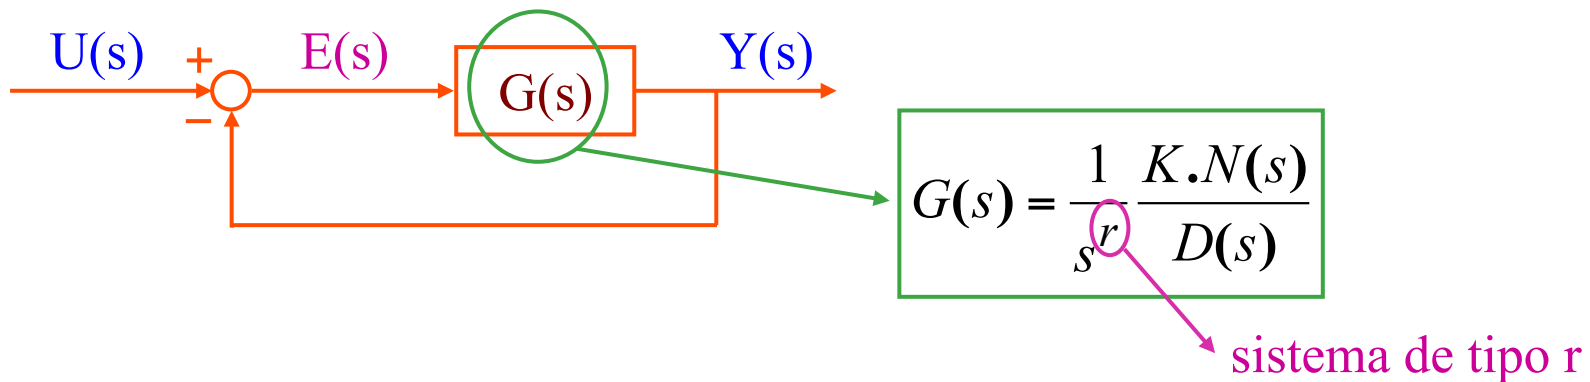 U(s) + E(s) G(s) Y(s)
−
G(s) = 1/s^r K.N(s)/D(s)
sistema de tipo r